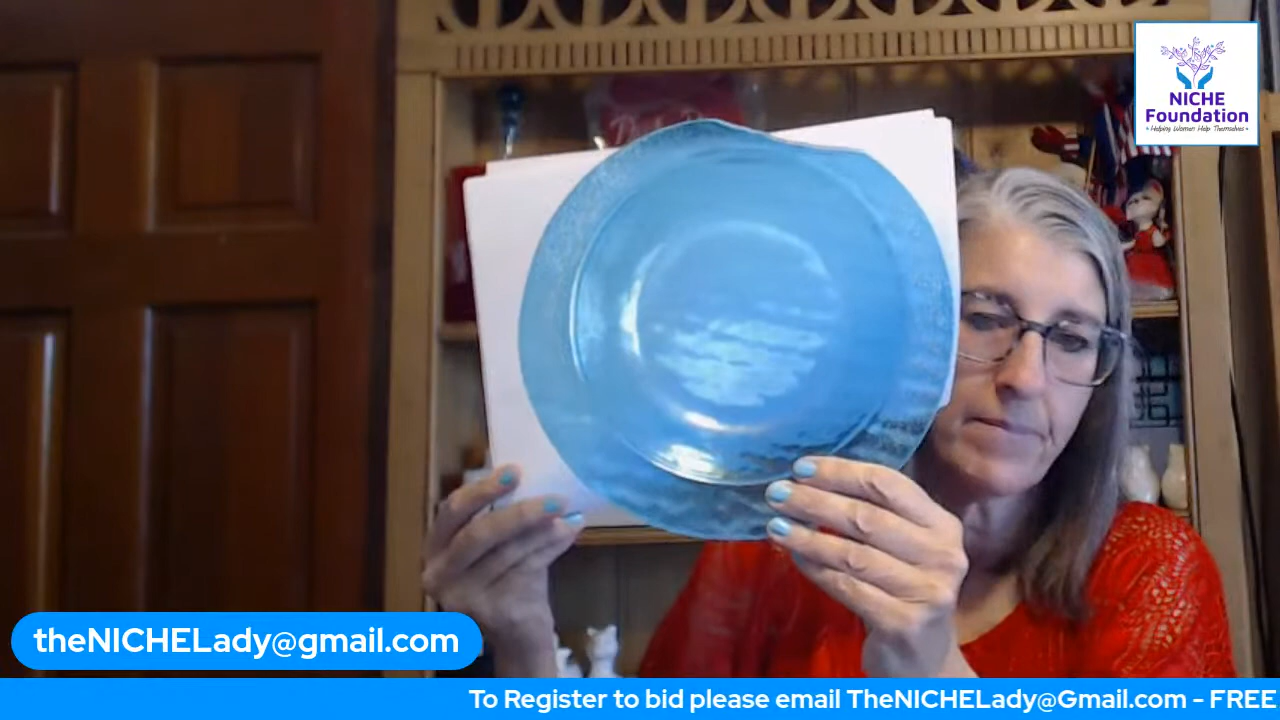 NICHE
Foundation
Helping Women Help Themselves
theNICHELady@gmail.com
To Register to bid please email TheNICHELady@Gmail.com - FREE